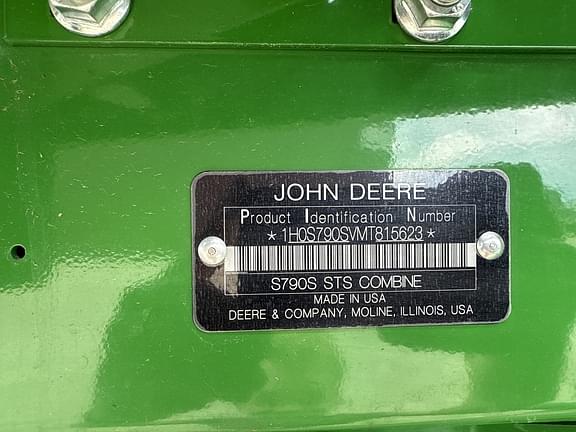 JOHN DEERE
Product Identification Number
*1H0S790SVMT815623*
S790S STS COMBINE
MADE IN USA
DEERE & COMPANY, MOLINE, ILLINOIS, USA